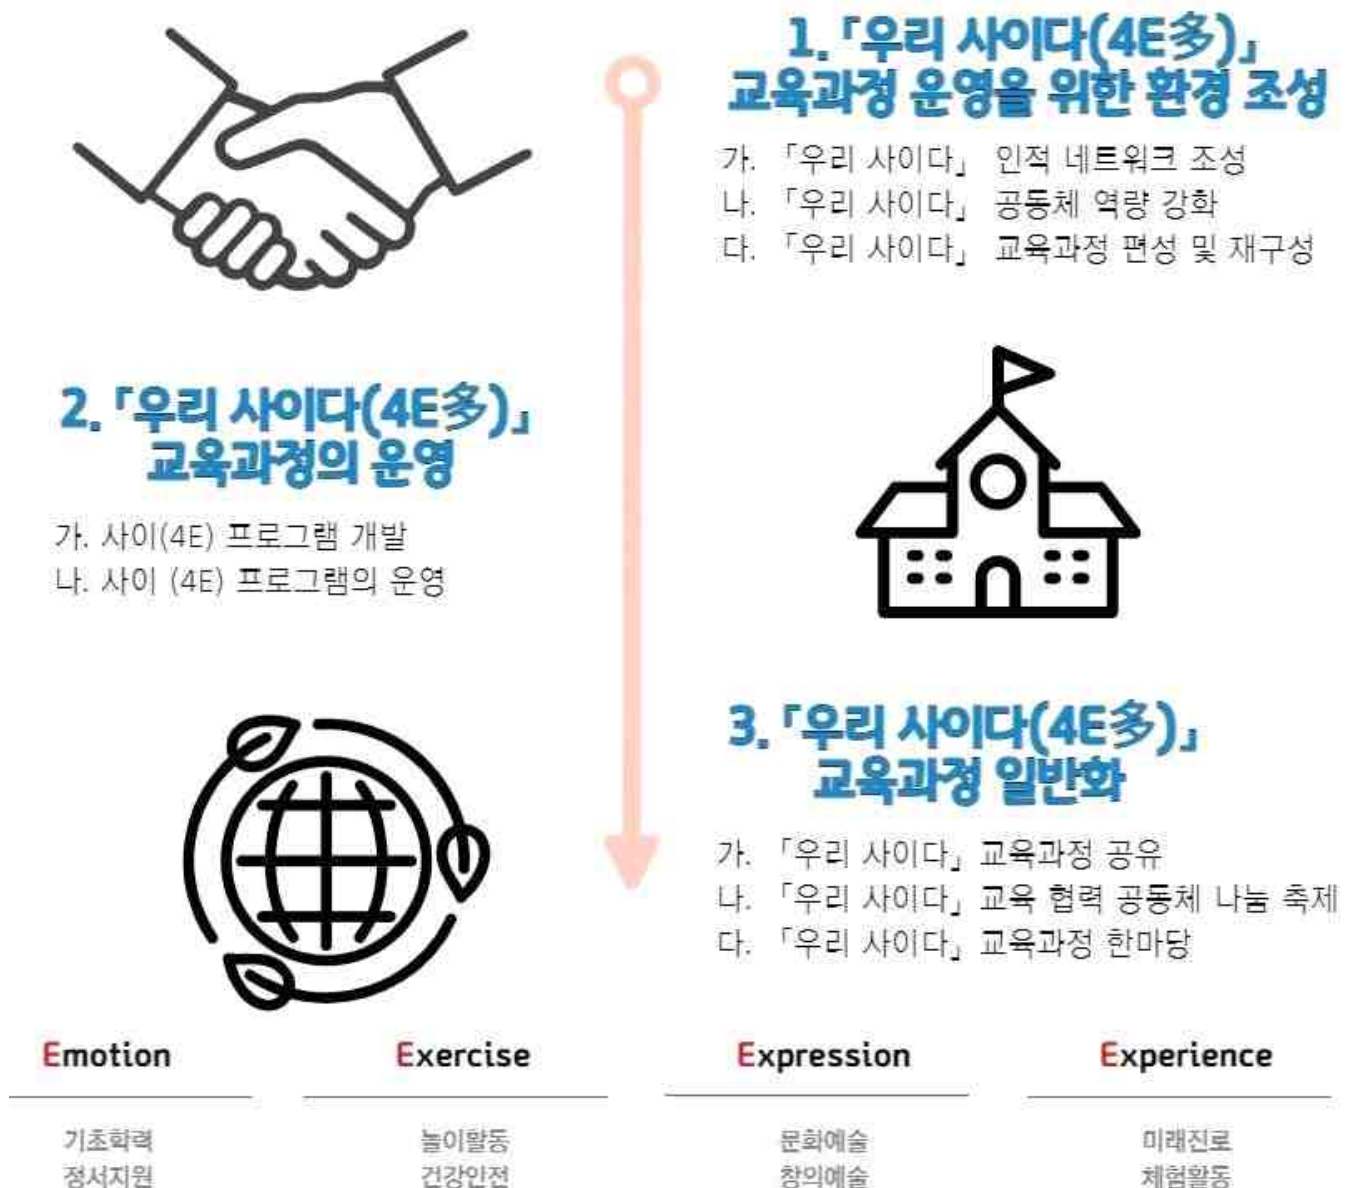 1. 「우리 사이다(4E多)」
교육과정 운영을 위한 환경 조성
가. 「우리 사이다」 인적 네트워크 조성
나. 「우리 사이다」 공동체 역량 강화
다. 「우리 사이다」 교육과정 편성 및 재구성
2. 「우리 사이다(4E多)」
교육과정의 운영
가. 사이(4E) 프로그램 개발
나. 사이 (4E) 프로그램의 운영
3. 「우리 사이다(4E多)」
교육과정 일반화
가. 「우리 사이다」 교육과정 공유
나. 「우리 사이다」 교육 협력 공동체 나눔 축제
다. 「우리 사이다」 교육과정 한마당
Emotion
기초학력
정서지원
Exercise
놀이활동
건강안전
Expression
문화예술
창의예술
Experience
미래진로
체험활동